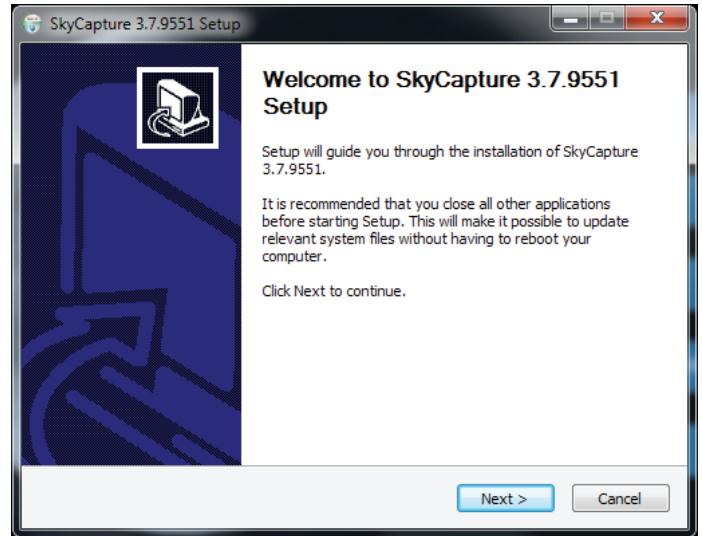 SkyCapture 3.7.9551 Setup
Welcome to SkyCapture 3.7.9551
Setup
Setup will guide you through the installation of SkyCapture
3.7.9551.
It is recommended that you close all other applications
before starting Setup. This will make it possible to update
relevant system files without having to reboot your
computer.
Click Next to continue.
Next >
Cancel